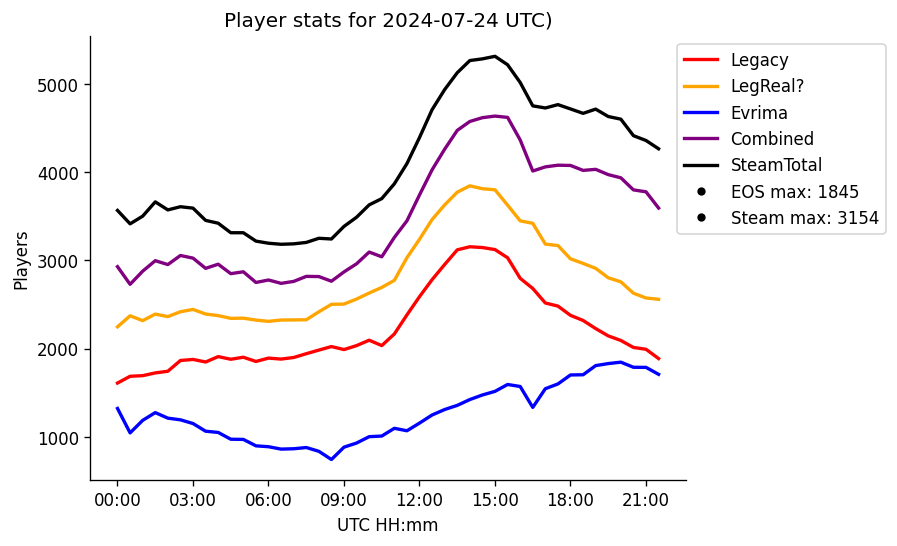 Player stats for 2024-07-24 UTC)
Legacy
LegReal?
Evrima
Combined
SteamTotal
EOS max: 1845
Steam max: 3154
Players
5000
4000
3000
2000
1000
00:00 03:00 06:00 09:00 12:00 15:00 18:00 21:00
UTC HH:mm